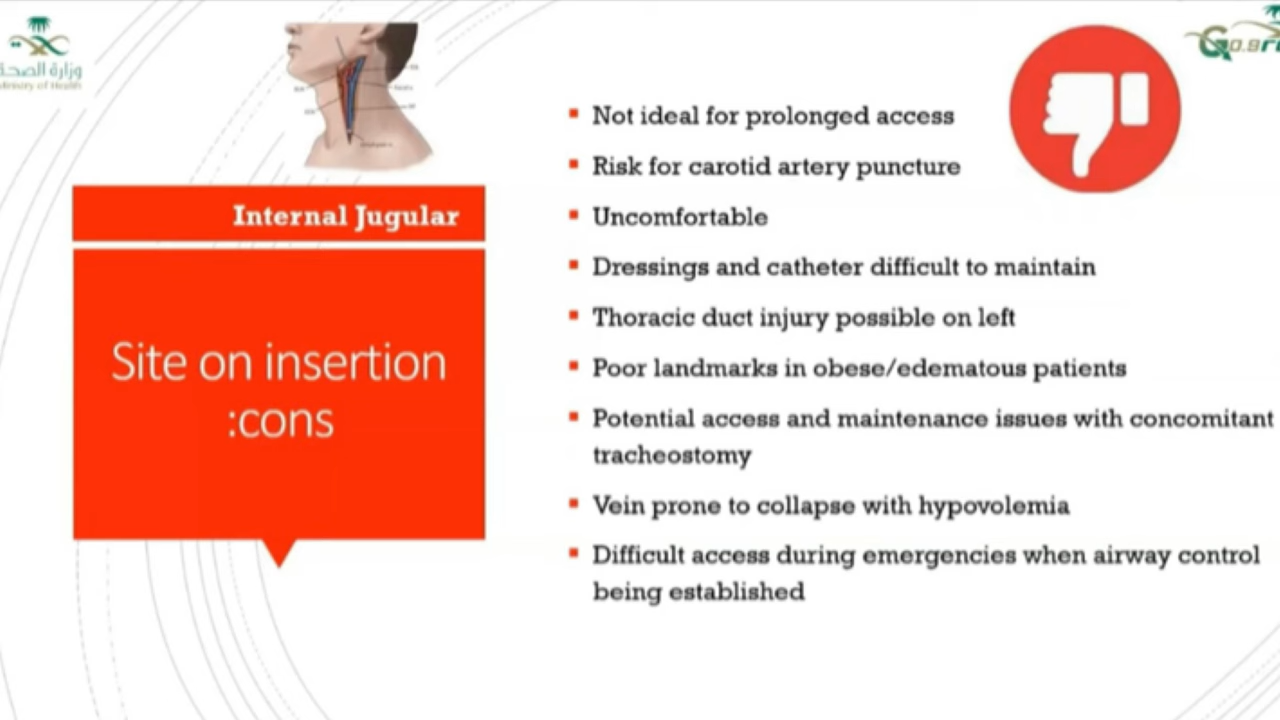 وزارة الصحة
Ministry of Health
Internal Jugular
Site on insertion
:cons
Not ideal for prolonged access
Risk for carotid artery puncture
Uncomfortable
Dressings and catheter difficult to maintain
Thoracic duct injury possible on left
Poor landmarks in obese/edematous patients
Potential access and maintenance issues with concomitant
tracheostomy
Vein prone to collapse with hypovolemia
Difficult access during emergencies when airway control
being established